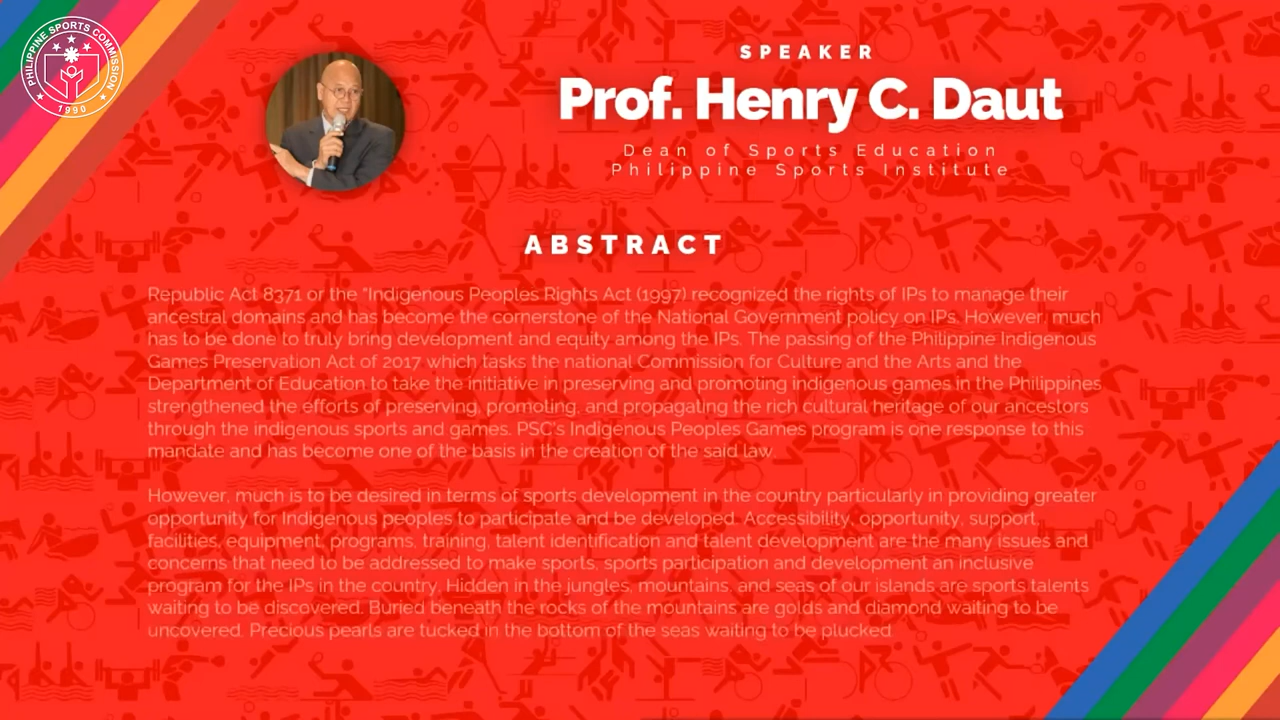 PHILIPPINE SPORTS COMMISSION
1990
SPEAKER
Prof. Henry C. Daut
Dean of Sports Education
Philippine Sports Institute
ABSTRACT
Republic Act 8371 or the "Indigenous Peoples Rights Act (1997) recognized the rights of IPs to manage their
ancestral domains and has become the cornerstone of the National Government policy on IPs. However, much
has to be done to truly bring development and equity among the IPs. The passing of the Philippine Indigenous
Games Preservation Act of 2017 which tasks the national Commission for Culture and the Arts and the
Department of Education to take the initiative in preserving and promoting indigenous games in the Philippines
strengthened the efforts of preserving, promoting, and propagating the rich cultural heritage of our ancestors
through the indigenous sports and games. PSC's Indigenous Peoples Games program is one response to this
mandate and has become one of the basis in the creation of the said law.
However, much is to be desired in terms of sports development in the country particularly in providing greater
opportunity for Indigenous peoples to participate and be developed. Accessibility, opportunity, support,
facilities, equipment, programs, training, talent identification and talent development are the many issues and
concerns that need to be addressed to make sports, sports participation and development an inclusive
program for the IPs in the country. Hidden in the jungles, mountains, and seas of our islands are sports talents
waiting to be discovered. Buried beneath the rocks of the mountains are golds and diamond waiting to be
uncovered. Precious pearls are tucked in the bottom of the seas waiting to be plucked.